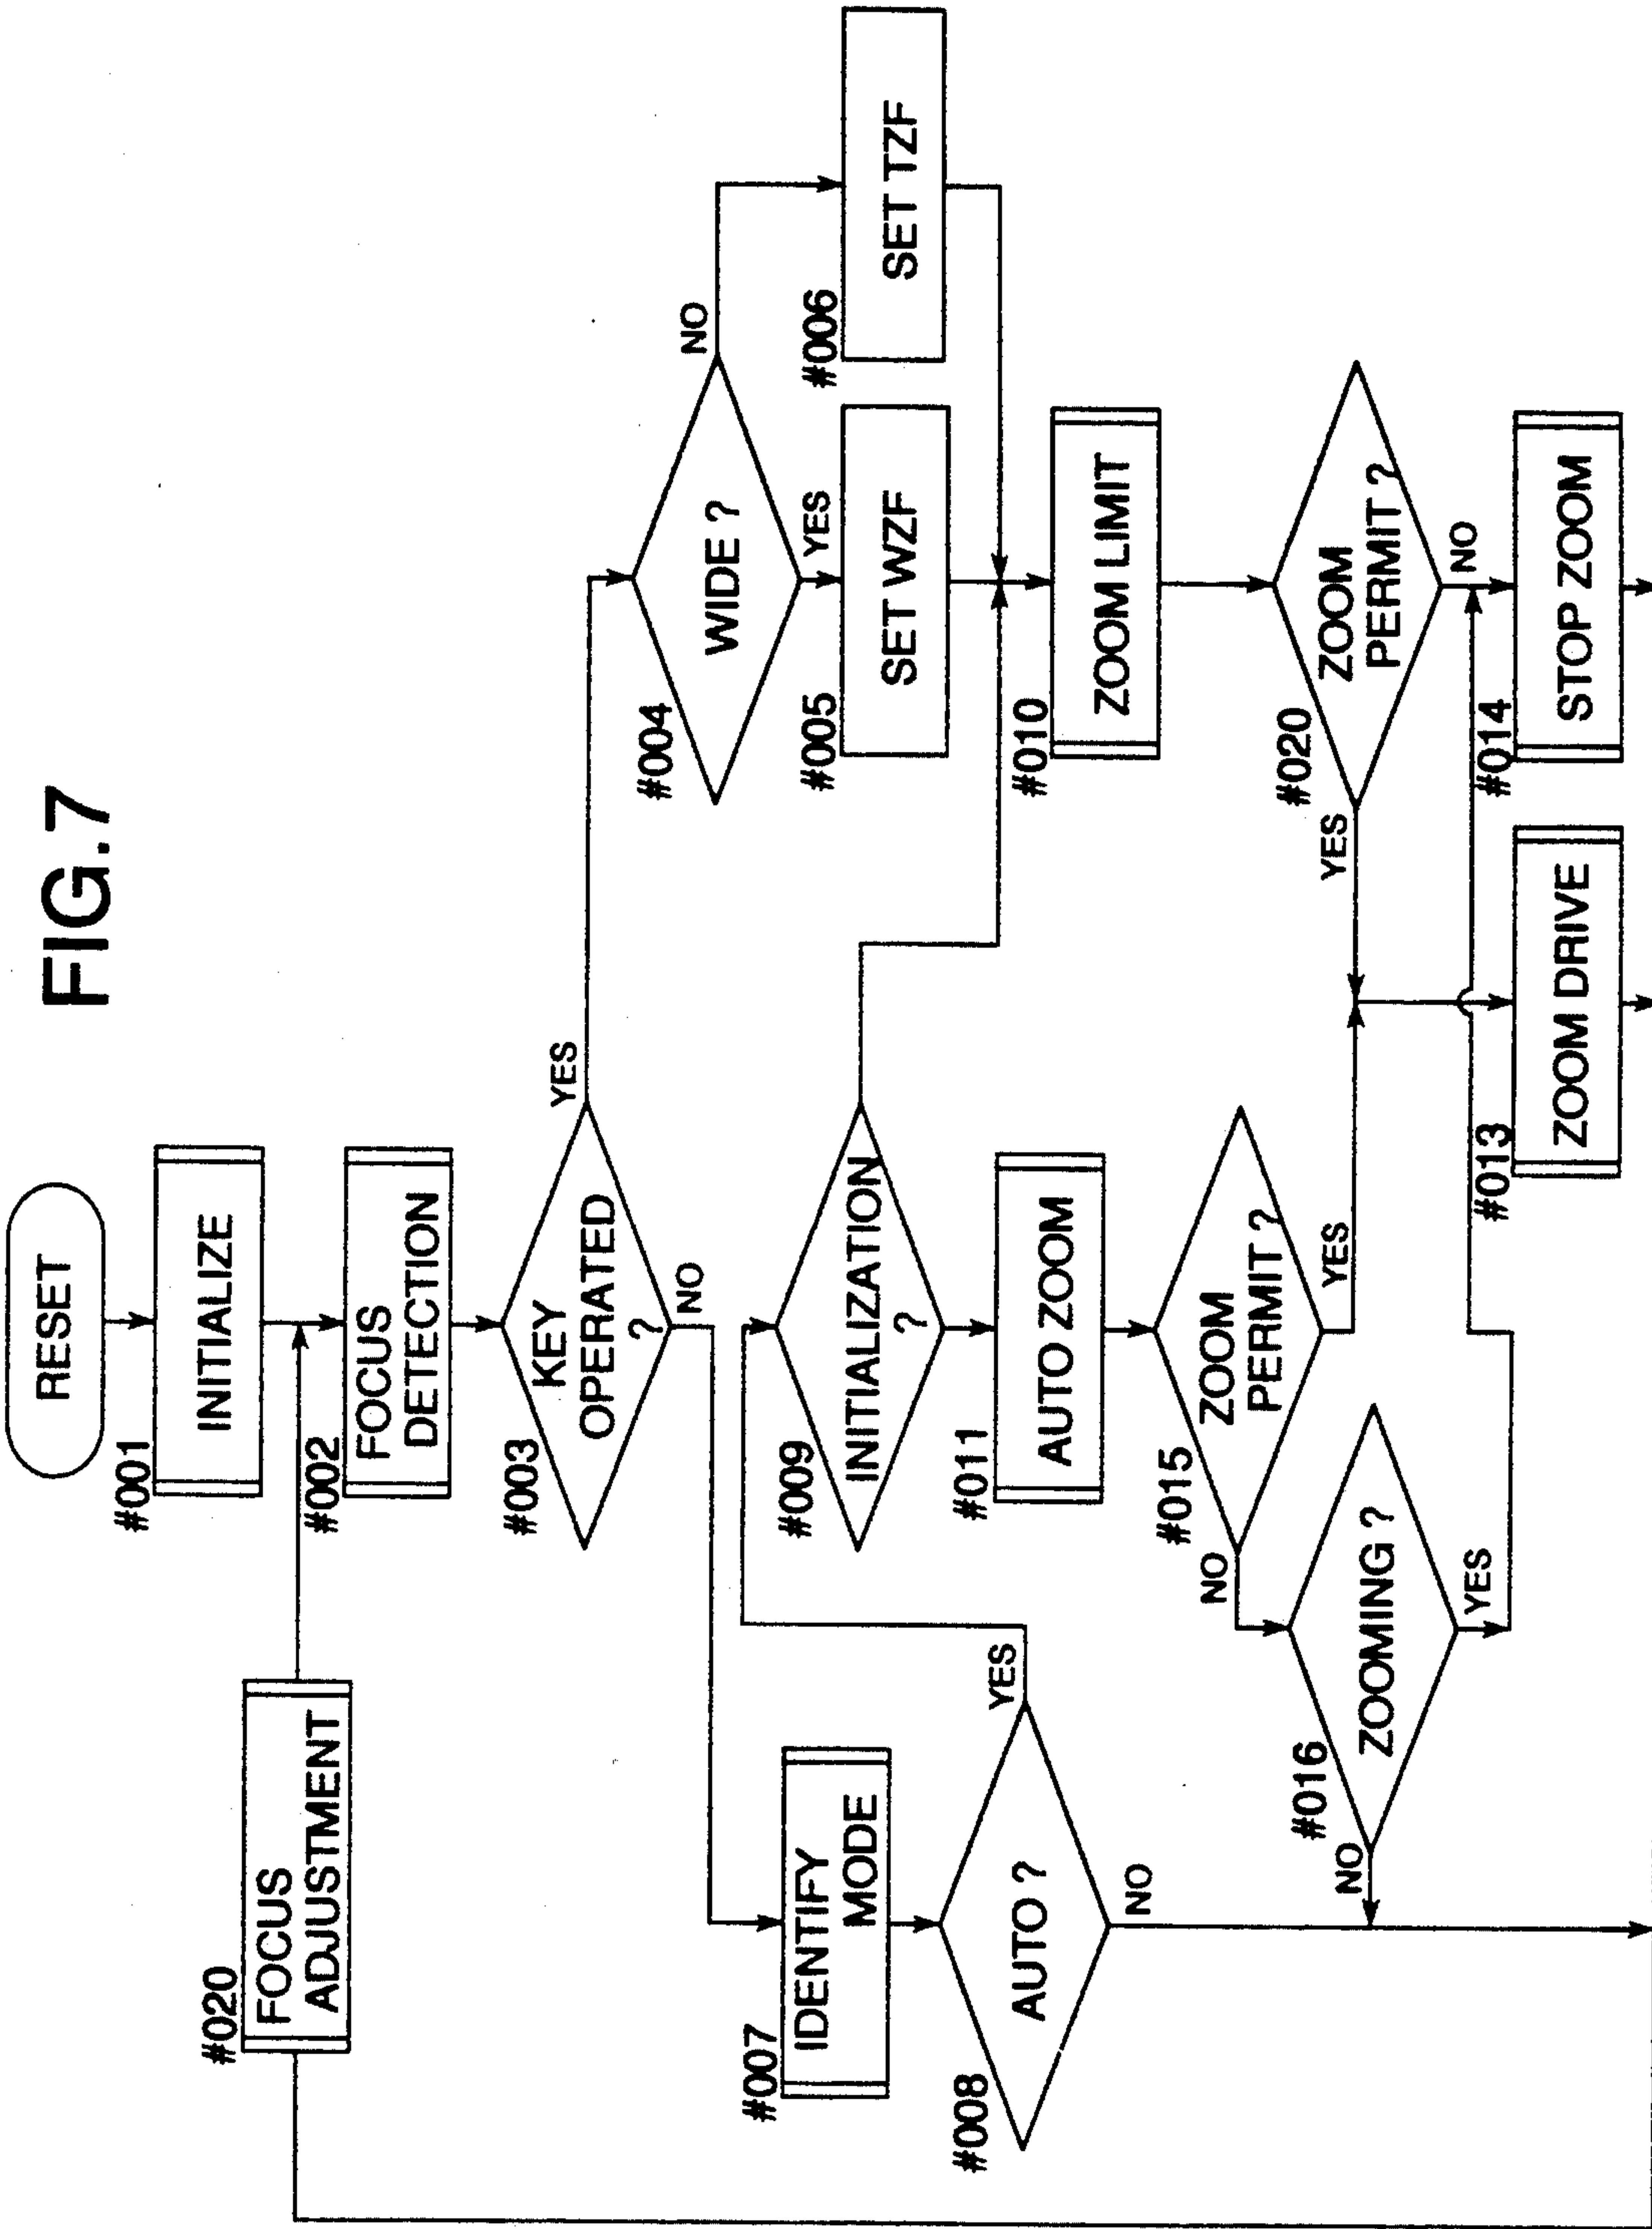 FIG.7
RESET
#001
INITIALIZE
#020
FOCUS
ADJUSTMENT
#002
FOCUS
DETECTION
#003
KEY
OPERATED
?
YES
NO
#004
WIDE ?
NO
YES
#005
SET WZF
#006
SET TZF
#007
IDENTIFY
MODE
#008
AUTO ?
YES
NO
#009
INITIALIZATION
?
#010
ZOOM LIMIT
#011
AUTO ZOOM
#015
ZOOM
PERMIT ?
NO
YES
#016
ZOOMING ?
NO
YES
#020
ZOOM
PERMIT ?
YES
NO
#013
ZOOM DRIVE
#014
STOP ZOOM